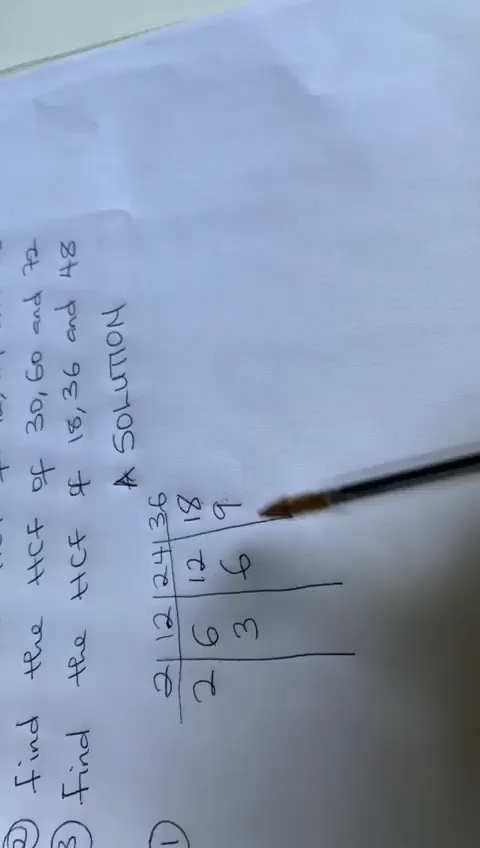 ② Find the HCF of 30, 60 and 72
③ Find the HCF of 18, 36 and 48
A SOLUTION
① 2 12 24 36
2 6 12 18
3 6 9